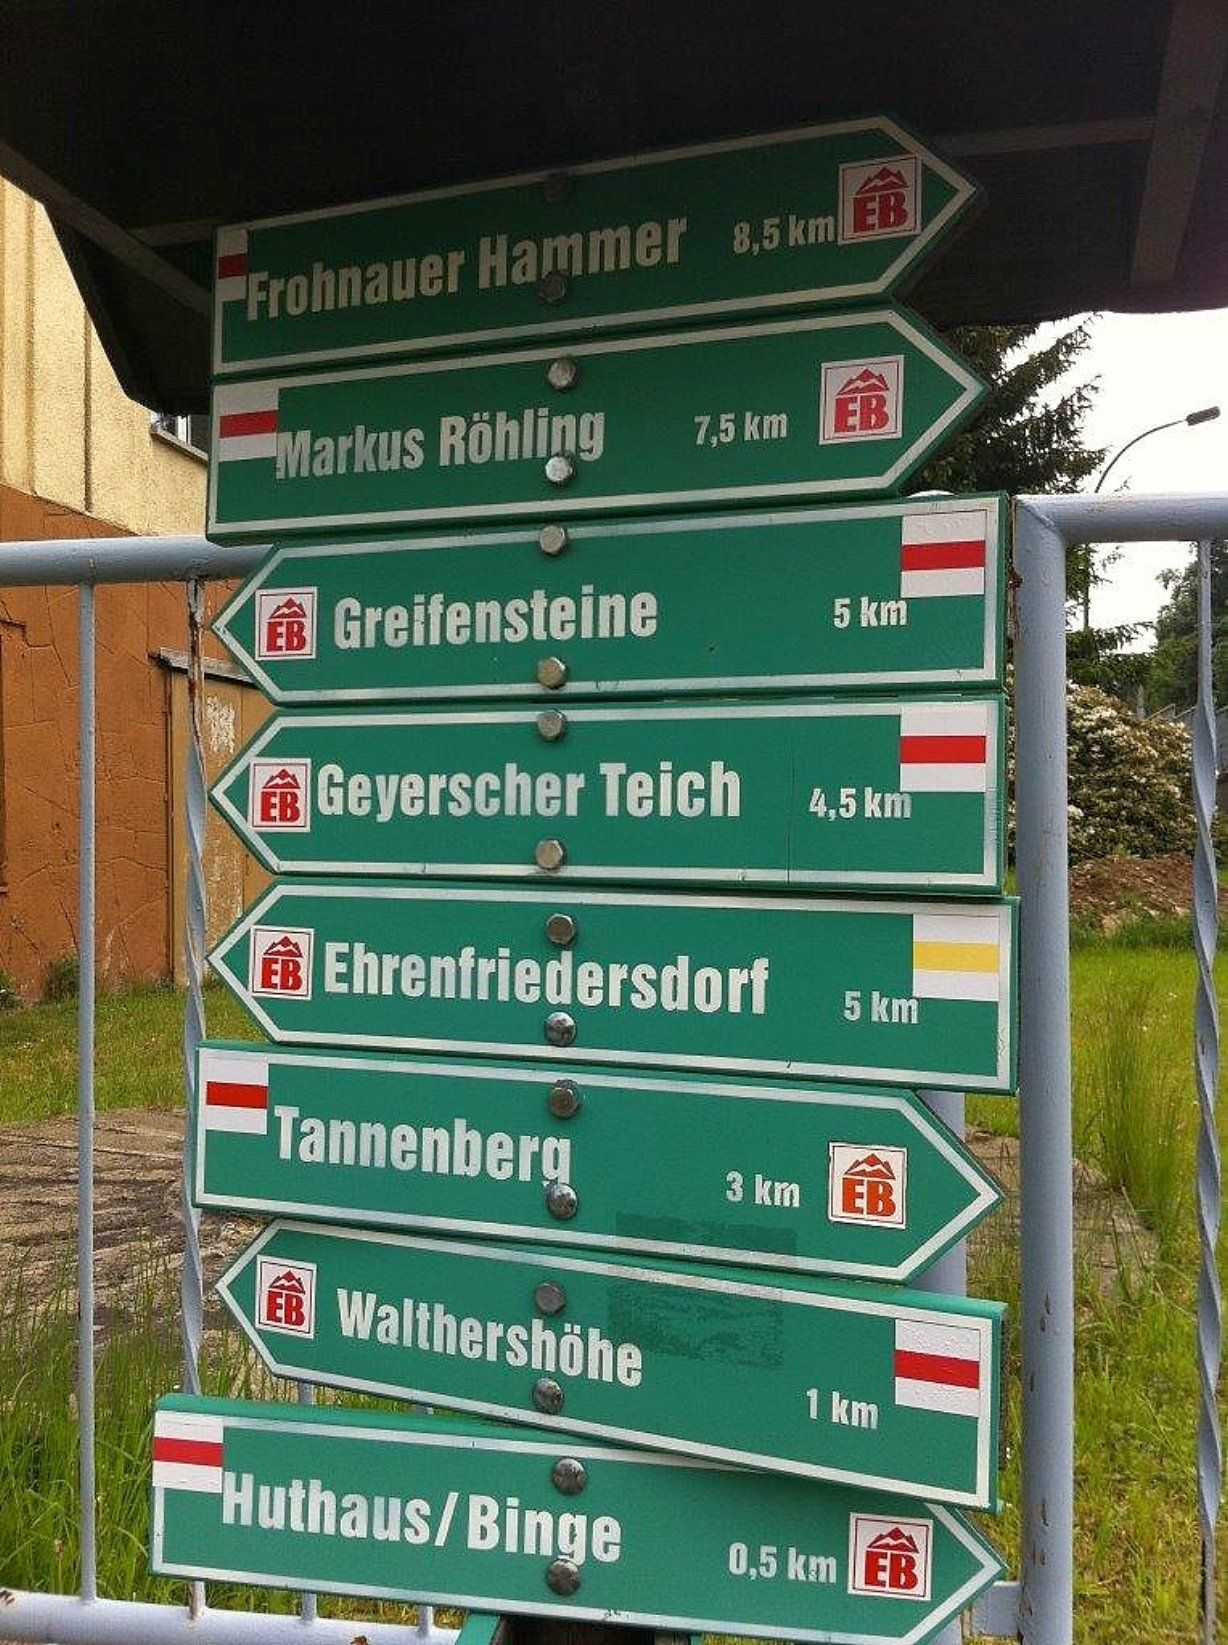 Frohnauer Hammer 8,5 km EB
Markus Röhling 7,5 km EB
EB Greifensteine 5 km
EB Geyerscher Teich 4,5 km
EB Ehrenfriedersdorf 5 km
Tannenberg 3 km EB
EB Walthershöhe 1 km
Huthaus/Binge 0,5 km EB